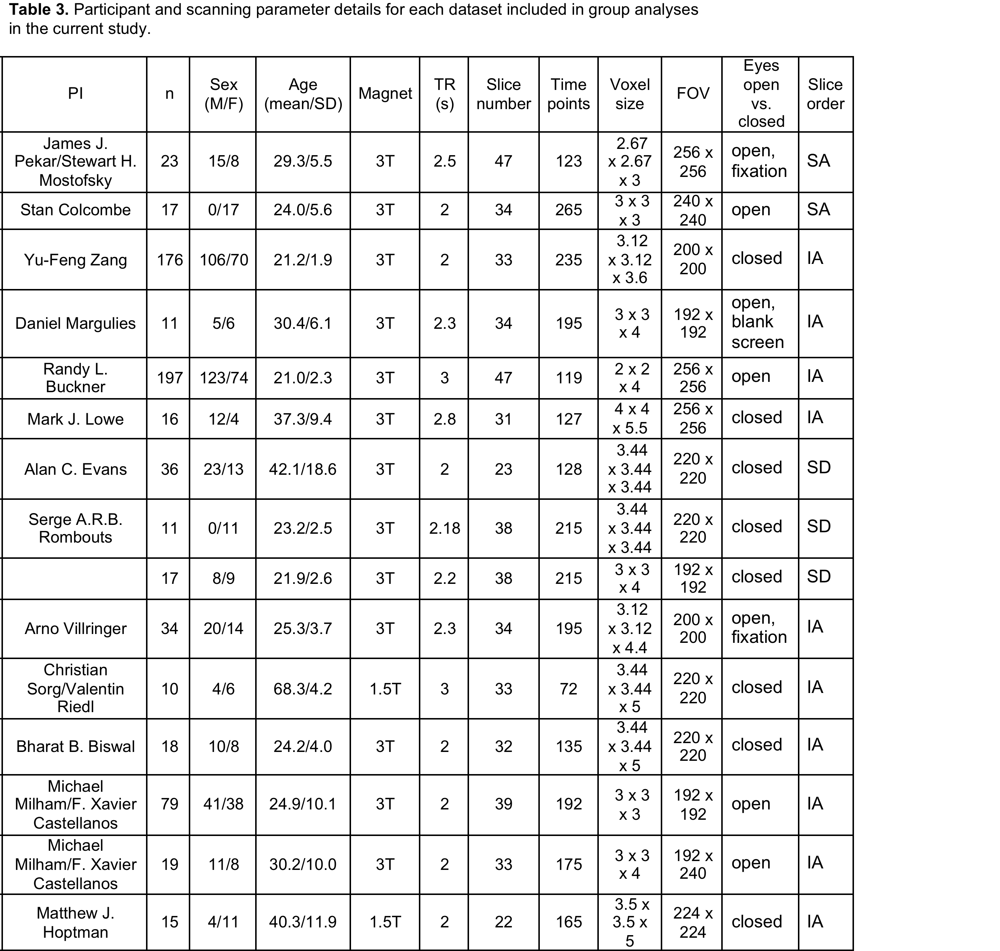 Table 3. Participant and scanning parameter details for each dataset included in group analyses
in the current study.
PI n Sex (M/F) Age (mean/SD) Magnet TR (s) Slice number Time points Voxel size FOV Eyes open vs. closed Slice order
James J. Pekar/Stewart H. Mostofsky 23 15/8 29.3/5.5 3T 2.5 47 123 2.67 x 2.67 x 3 256 x 256 open, fixation SA
Stan Colcombe 17 0/17 24.0/5.6 3T 2 34 265 3 x 3 x 3 240 x 240 open SA
Yu-Feng Zang 176 106/70 21.2/1.9 3T 2 33 235 3.12 x 3.12 x 3.6 200 x 200 closed IA
Daniel Margulies 11 5/6 30.4/6.1 3T 2.3 34 195 3 x 3 x 4 192 x 192 open, blank screen IA
Randy L. Buckner 197 123/74 21.0/2.3 3T 3 47 119 2 x 2 x 4 256 x 256 open IA
Mark J. Lowe 16 12/4 37.3/9.4 3T 2.8 31 127 4 x 4 x 5.5 256 x 256 closed IA
Alan C. Evans 36 23/13 42.1/18.6 3T 2 23 128 3.44 x 3.44 x 3.44 220 x 220 closed SD
Serge A.R.B. Rombouts 11 0/11 23.2/2.5 3T 2.18 38 215 3.44 x 3.44 x 3.44 220 x 220 closed SD
17 8/9 21.9/2.6 3T 2.2 38 215 3 x 3 x 4 192 x 192 closed SD
Arno Villringer 34 20/14 25.3/3.7 3T 2.3 34 195 3.12 x 3.12 x 4.4 200 x 200 open, fixation IA
Christian Sorg/Valentin Riedl 10 4/6 68.3/4.2 1.5T 3 33 72 3.44 x 3.44 x 5 220 x 220 closed IA
Bharat B. Biswal 18 10/8 24.2/4.0 3T 2 32 135 3.44 x 3.44 x 5 220 x 220 closed IA
Michael Milham/F. Xavier Castellanos 79 41/38 24.9/10.1 3T 2 39 192 3 x 3 x 3 192 x 192 open IA
Michael Milham/F. Xavier Castellanos 19 11/8 30.2/10.0 3T 2 33 175 3 x 3 x 4 192 x 240 open IA
Matthew J. Hoptman 15 4/11 40.3/11.9 1.5T 2 22 165 3.5 x 3.5 x 5 224 x 224 closed IA